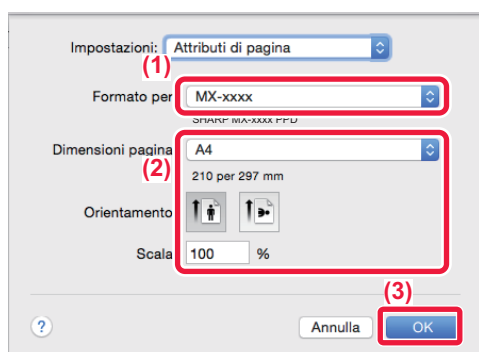 Impostazioni: Attributi di pagina
(1)
Formato per MX-xxxx
SHARP MX-xxxx PPD
Dimensioni pagina A4
(2)
210 per 297 mm
Orientamento
Scala 100 %
(3)
? Annulla OK